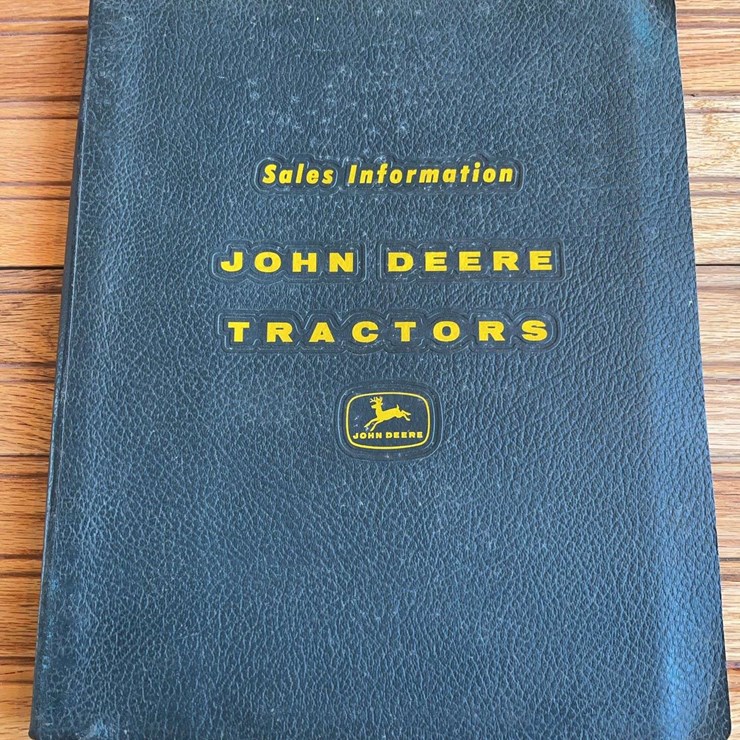 Sales Information
JOHN DEERE
TRACTORS
JOHN DEERE